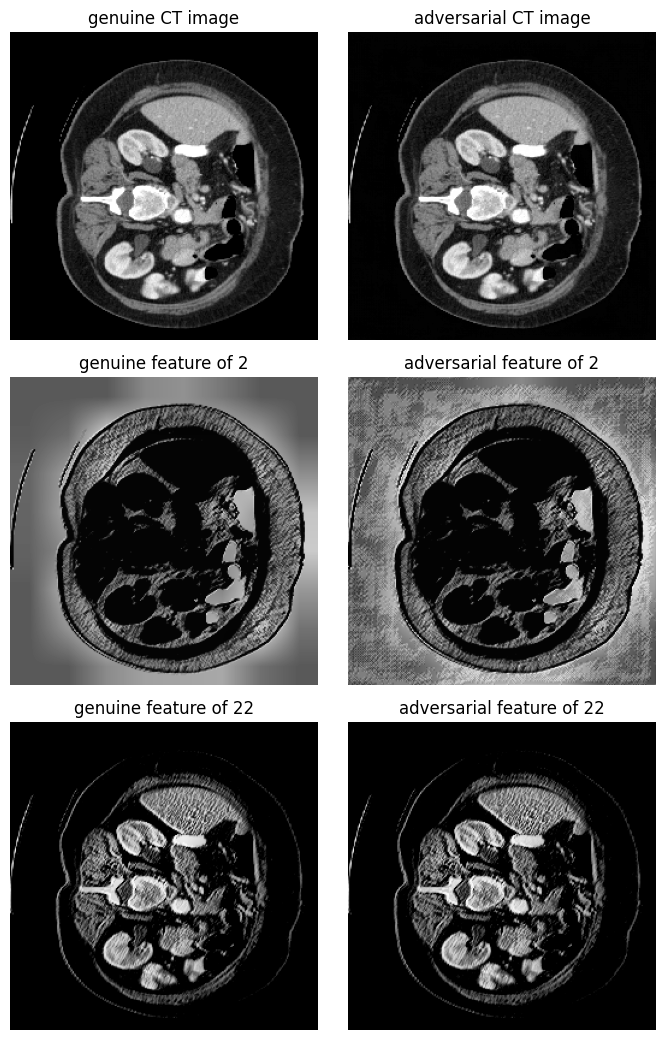 genuine CT image
adversarial CT image
genuine feature of 2
adversarial feature of 2
genuine feature of 22
adversarial feature of 22